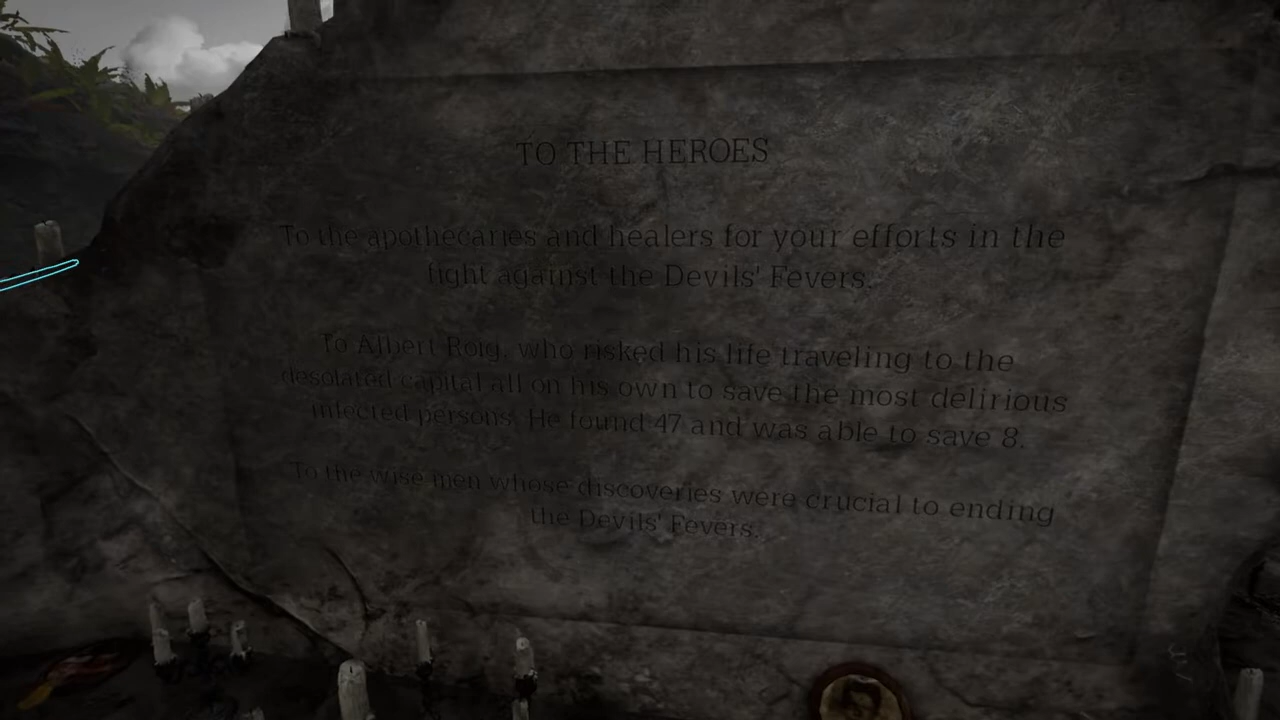 TO THE HEROES
To the apothecaries and healers for your efforts in the
fight against the Devils' Fevers.
To Albert Roig, who risked his life traveling to the
desolated capital all on his own to save the most delirious
infected persons. He found 47 and was able to save 8.
To the wise men whose discoveries were crucial to ending
the Devils' Fevers.